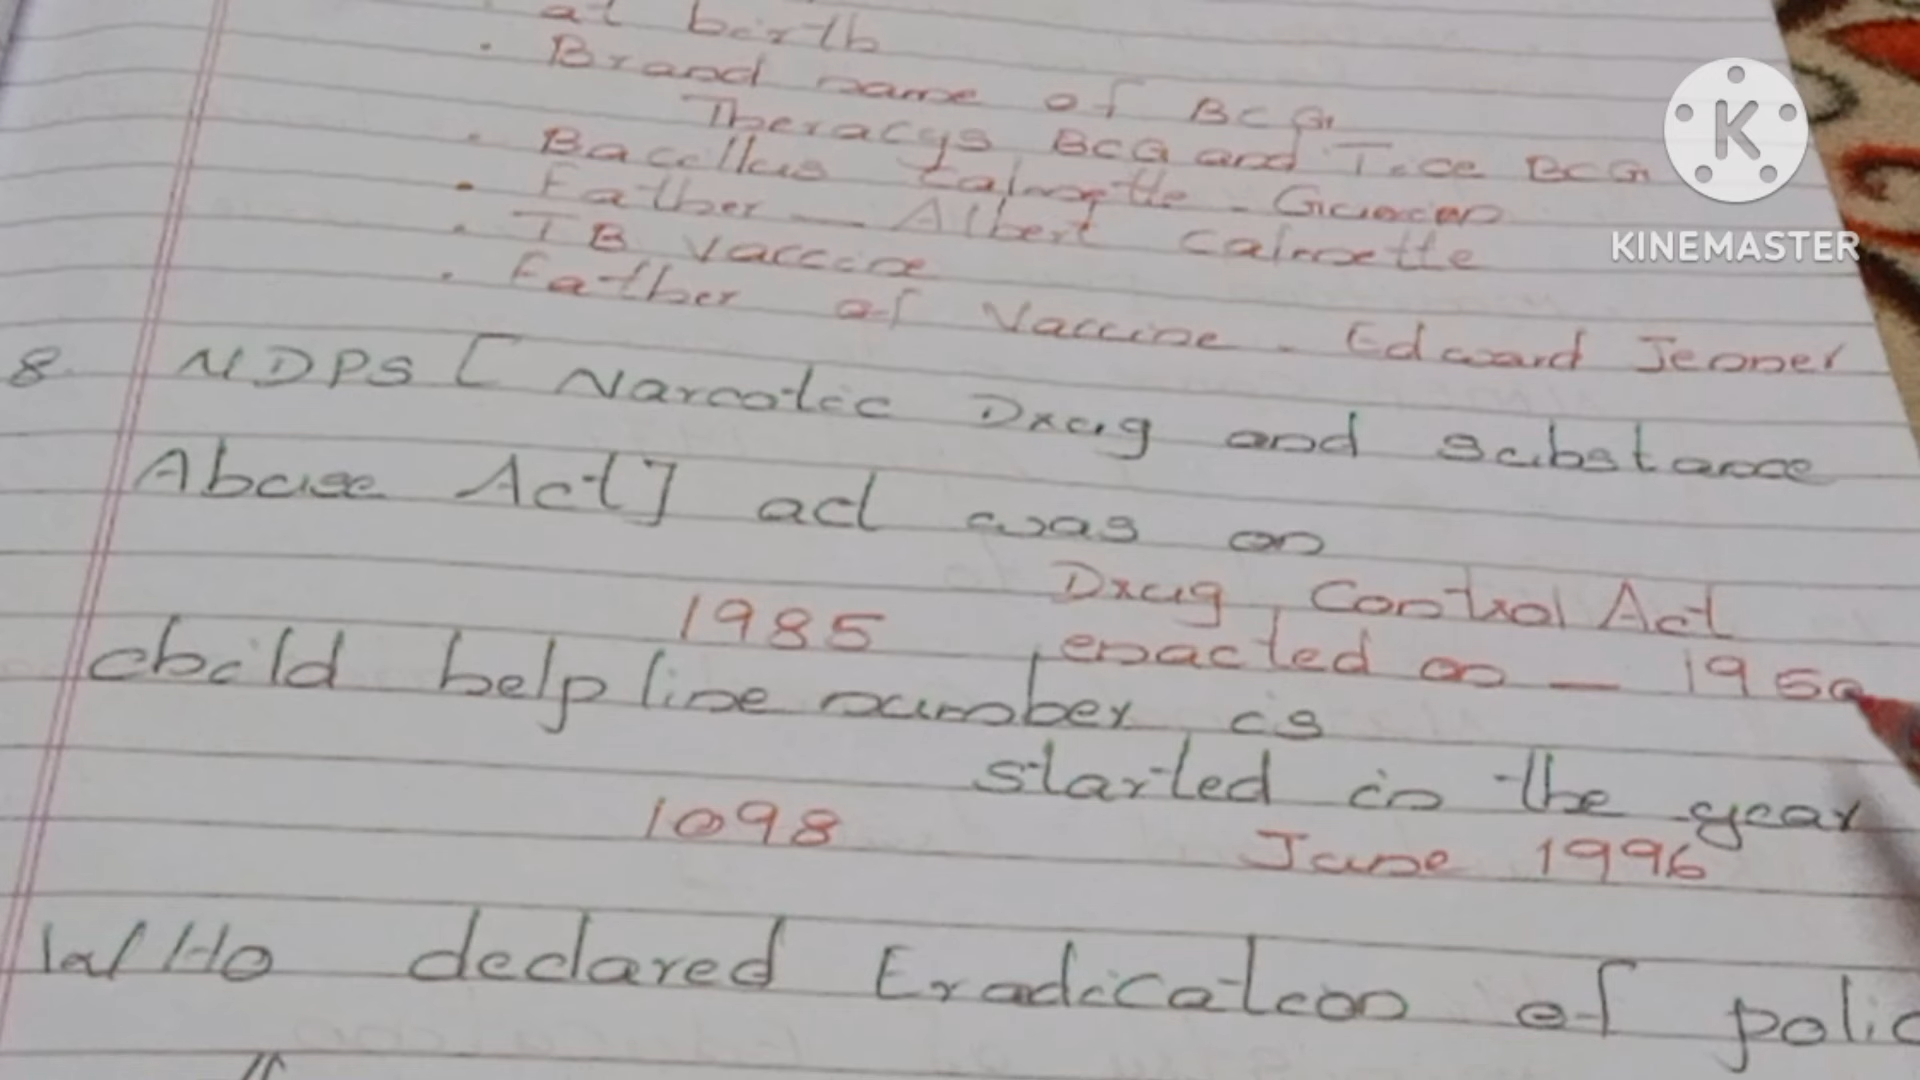 at birth
. Brand name of BCG
Theracys BCG and Tice BCG
. Bacillus Calmette - Guerin
. Father - Albert Calmette
. TB Vaccine
. Father of Vaccine - Edward Jenner
8. NDPS [ Narcotic Drug and Substance
Abuse Act] act was on
1985
Drug Control Act
enacted on - 1950
child help line number is
started in the year
1098
June 1996
WHO declared Eradication of polio
K
KINEMASTER